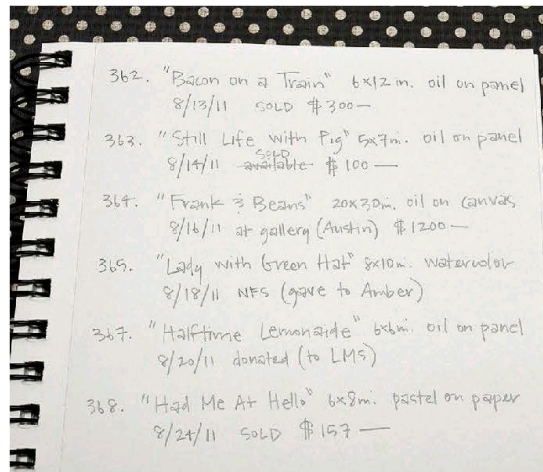 362. "Bacon on a Train" 6x12 in. oil on panel
8/13/11 SOLD $300—
363. "Still Life with Pig" 5x7in. oil on panel
SOLD
8/14/11 available $100—
364. "Frank & Beans" 20x30in. oil on canvas
8/16/11 at gallery (Austin) $1200—
365. "Lady with Green Hat" 8x10in. watercolor
8/18/11 NFS (gave to Amber)
367. "Halftime Lemonaide" 6x6in. oil on panel
8/20/11 donated (to LMS)
368. "Had Me At Hello" 6x8in. pastel on paper
8/24/11 SOLD $157—